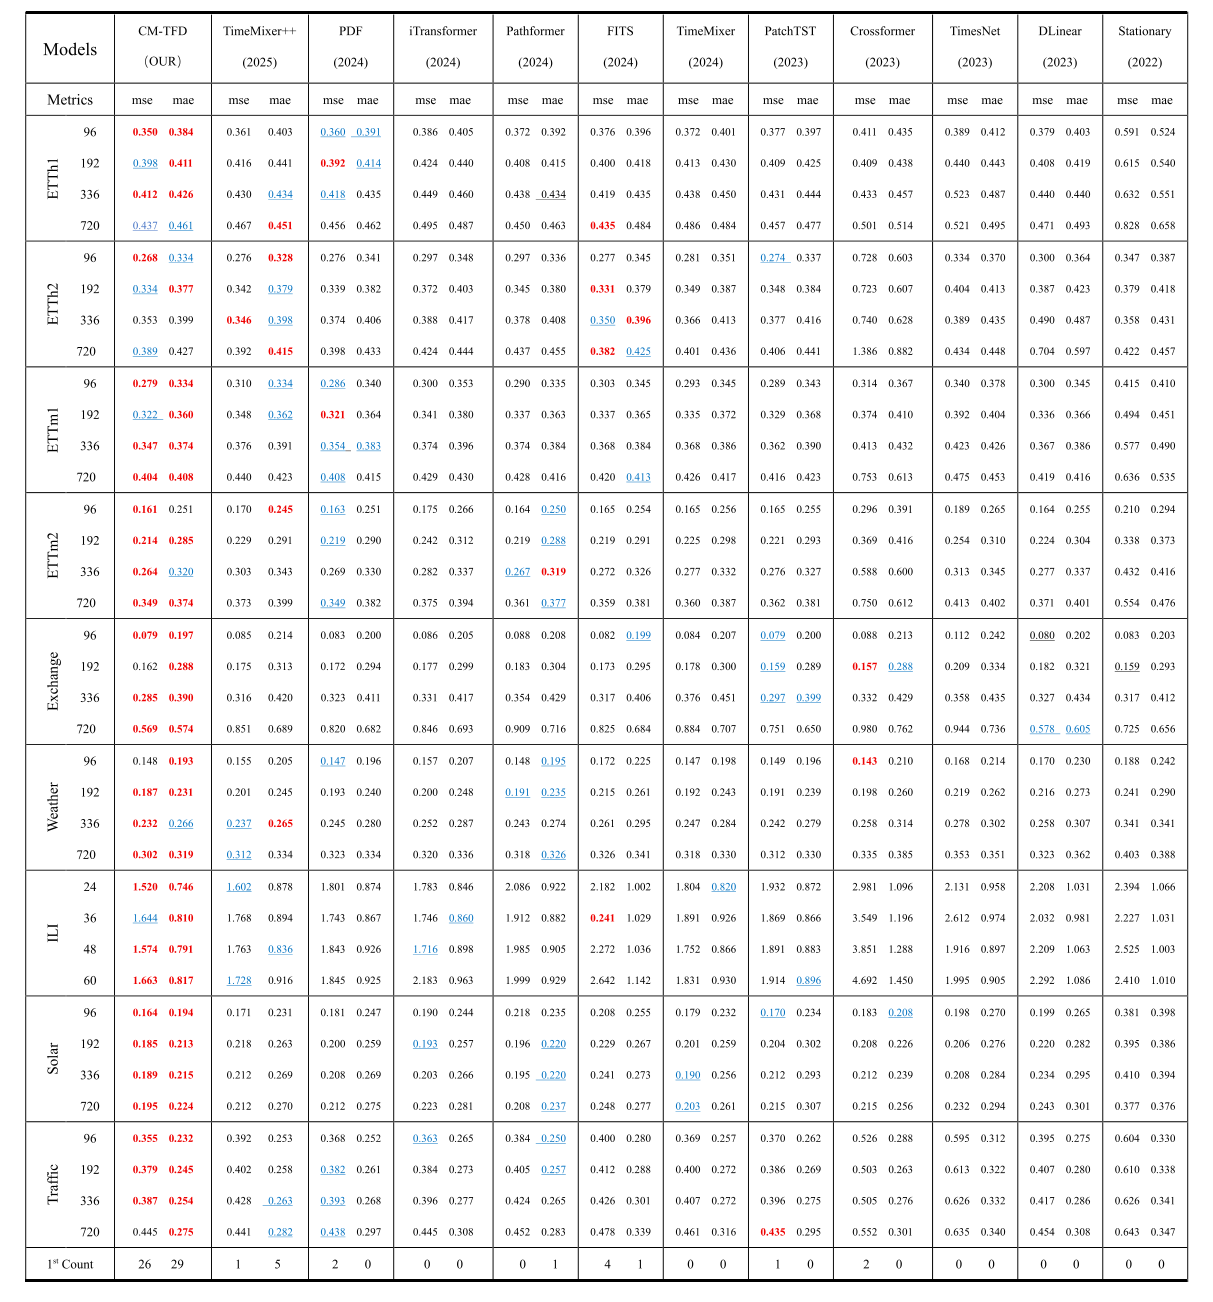 Models CM-TFD TimeMixer++ PDF iTransformer Pathformer FITS TimeMixer PatchTST Crossformer TimesNet DLinear Stationary
(OUR) (2025) (2024) (2024) (2024) (2024) (2024) (2023) (2023) (2023) (2023) (2022)
Metrics mse mae mse mae mse mae mse mae mse mae mse mae mse mae mse mae mse mae mse mae mse mae mse mae
ETTh1
96 0.350 0.384 0.361 0.403 0.360 0.391 0.386 0.405 0.372 0.392 0.376 0.396 0.372 0.401 0.377 0.397 0.411 0.435 0.389 0.412 0.379 0.403 0.591 0.524
192 0.398 0.411 0.416 0.441 0.392 0.414 0.424 0.440 0.408 0.415 0.400 0.418 0.413 0.430 0.409 0.425 0.409 0.438 0.440 0.443 0.408 0.419 0.615 0.540
336 0.412 0.426 0.430 0.434 0.418 0.435 0.449 0.460 0.438 0.434 0.419 0.435 0.438 0.450 0.431 0.444 0.433 0.457 0.523 0.487 0.440 0.440 0.632 0.551
720 0.437 0.461 0.467 0.451 0.456 0.462 0.495 0.487 0.450 0.463 0.435 0.484 0.486 0.484 0.457 0.477 0.501 0.514 0.521 0.495 0.471 0.493 0.828 0.658
ETTh2
96 0.268 0.334 0.276 0.328 0.276 0.341 0.297 0.348 0.297 0.336 0.277 0.345 0.281 0.351 0.274 0.337 0.728 0.603 0.334 0.370 0.300 0.364 0.347 0.387
192 0.334 0.377 0.342 0.379 0.339 0.382 0.372 0.403 0.345 0.380 0.331 0.379 0.349 0.387 0.348 0.384 0.723 0.607 0.404 0.413 0.387 0.423 0.379 0.418
336 0.353 0.399 0.346 0.398 0.374 0.406 0.388 0.417 0.378 0.408 0.350 0.396 0.366 0.413 0.377 0.416 0.740 0.628 0.389 0.435 0.490 0.487 0.358 0.431
720 0.389 0.427 0.392 0.415 0.398 0.433 0.424 0.444 0.437 0.455 0.382 0.425 0.401 0.436 0.406 0.441 1.386 0.882 0.434 0.448 0.704 0.597 0.422 0.457
ETTm1
96 0.279 0.334 0.310 0.334 0.286 0.340 0.300 0.353 0.290 0.335 0.303 0.345 0.293 0.345 0.289 0.343 0.314 0.367 0.340 0.378 0.300 0.345 0.415 0.410
192 0.322 0.360 0.348 0.362 0.321 0.364 0.341 0.380 0.337 0.363 0.337 0.365 0.335 0.372 0.329 0.368 0.374 0.410 0.392 0.404 0.336 0.366 0.494 0.451
336 0.347 0.374 0.376 0.391 0.354 0.383 0.374 0.396 0.374 0.384 0.368 0.384 0.368 0.386 0.362 0.390 0.413 0.432 0.423 0.426 0.367 0.386 0.577 0.490
720 0.404 0.408 0.440 0.423 0.408 0.415 0.429 0.430 0.428 0.416 0.420 0.413 0.426 0.417 0.416 0.423 0.753 0.613 0.475 0.453 0.419 0.416 0.636 0.535
ETTm2
96 0.161 0.251 0.170 0.245 0.163 0.251 0.175 0.266 0.164 0.250 0.165 0.254 0.165 0.256 0.165 0.255 0.296 0.391 0.189 0.265 0.164 0.255 0.210 0.294
192 0.214 0.285 0.229 0.291 0.219 0.290 0.242 0.312 0.219 0.288 0.219 0.291 0.225 0.298 0.221 0.293 0.369 0.416 0.254 0.310 0.224 0.304 0.338 0.373
336 0.264 0.320 0.303 0.343 0.269 0.330 0.282 0.337 0.267 0.319 0.272 0.326 0.277 0.332 0.276 0.327 0.588 0.600 0.313 0.345 0.277 0.337 0.432 0.416
720 0.349 0.374 0.373 0.399 0.349 0.382 0.375 0.394 0.361 0.377 0.359 0.381 0.360 0.387 0.362 0.381 0.750 0.612 0.413 0.402 0.371 0.401 0.554 0.476
Exchange
96 0.079 0.197 0.085 0.214 0.083 0.200 0.086 0.205 0.088 0.208 0.082 0.199 0.084 0.207 0.079 0.200 0.088 0.213 0.112 0.242 0.080 0.202 0.083 0.203
192 0.162 0.288 0.175 0.313 0.172 0.294 0.177 0.299 0.183 0.304 0.173 0.295 0.178 0.300 0.159 0.289 0.157 0.288 0.209 0.334 0.182 0.321 0.159 0.293
336 0.285 0.390 0.316 0.420 0.323 0.411 0.331 0.417 0.354 0.429 0.317 0.406 0.376 0.451 0.297 0.399 0.332 0.429 0.358 0.435 0.327 0.434 0.317 0.412
720 0.569 0.574 0.851 0.689 0.820 0.682 0.846 0.693 0.909 0.716 0.825 0.684 0.884 0.707 0.751 0.650 0.980 0.762 0.944 0.736 0.578 0.605 0.725 0.656
Weather
96 0.148 0.193 0.155 0.205 0.147 0.196 0.157 0.207 0.148 0.195 0.172 0.225 0.147 0.198 0.149 0.196 0.143 0.210 0.168 0.214 0.170 0.230 0.188 0.242
192 0.187 0.231 0.201 0.245 0.193 0.240 0.200 0.248 0.191 0.235 0.215 0.261 0.192 0.243 0.191 0.239 0.198 0.260 0.219 0.262 0.216 0.273 0.241 0.290
336 0.232 0.266 0.237 0.265 0.245 0.280 0.252 0.287 0.243 0.274 0.261 0.295 0.247 0.284 0.242 0.279 0.258 0.314 0.278 0.302 0.258 0.307 0.341 0.341
720 0.302 0.319 0.312 0.334 0.323 0.334 0.320 0.336 0.318 0.326 0.326 0.341 0.318 0.330 0.312 0.330 0.335 0.385 0.353 0.351 0.323 0.362 0.403 0.388
ILI
24 1.520 0.746 1.602 0.878 1.801 0.874 1.783 0.846 2.086 0.922 2.182 1.002 1.804 0.820 1.932 0.872 2.981 1.096 2.131 0.958 2.208 1.031 2.394 1.066
36 1.644 0.810 1.768 0.894 1.743 0.867 1.746 0.860 1.912 0.882 0.241 1.029 1.891 0.926 1.869 0.866 3.549 1.196 2.612 0.974 2.032 0.981 2.227 1.031
48 1.574 0.791 1.763 0.836 1.843 0.926 1.716 0.898 1.985 0.905 2.272 1.036 1.752 0.866 1.891 0.883 3.851 1.288 1.916 0.897 2.209 1.063 2.525 1.003
60 1.663 0.817 1.728 0.916 1.845 0.925 2.183 0.963 1.999 0.929 2.642 1.142 1.831 0.930 1.914 0.896 4.692 1.450 1.995 0.905 2.292 1.086 2.410 1.010
Solar
96 0.164 0.194 0.171 0.231 0.181 0.247 0.190 0.244 0.218 0.235 0.208 0.255 0.179 0.232 0.170 0.234 0.183 0.208 0.198 0.270 0.199 0.265 0.381 0.398
192 0.185 0.213 0.218 0.263 0.200 0.259 0.193 0.257 0.196 0.220 0.229 0.267 0.201 0.259 0.204 0.302 0.208 0.226 0.206 0.276 0.220 0.282 0.395 0.386
336 0.189 0.215 0.212 0.269 0.208 0.269 0.203 0.266 0.195 0.220 0.241 0.273 0.190 0.256 0.212 0.293 0.212 0.239 0.208 0.284 0.234 0.295 0.410 0.394
720 0.195 0.224 0.212 0.270 0.212 0.275 0.223 0.281 0.208 0.237 0.248 0.277 0.203 0.261 0.215 0.307 0.215 0.256 0.232 0.294 0.243 0.301 0.377 0.376
Traffic
96 0.355 0.232 0.392 0.253 0.368 0.252 0.363 0.265 0.384 0.250 0.400 0.280 0.369 0.257 0.370 0.262 0.526 0.288 0.595 0.312 0.395 0.275 0.604 0.330
192 0.379 0.245 0.402 0.258 0.382 0.261 0.384 0.273 0.405 0.257 0.412 0.288 0.400 0.272 0.386 0.269 0.503 0.263 0.613 0.322 0.407 0.280 0.610 0.338
336 0.387 0.254 0.428 0.263 0.393 0.268 0.396 0.277 0.424 0.265 0.426 0.301 0.407 0.272 0.396 0.275 0.505 0.276 0.626 0.332 0.417 0.286 0.626 0.341
720 0.445 0.275 0.441 0.282 0.438 0.297 0.445 0.308 0.452 0.283 0.478 0.339 0.461 0.316 0.435 0.295 0.552 0.301 0.635 0.340 0.454 0.308 0.643 0.347
1st Count 26 29 1 5 2 0 0 0 0 1 4 1 0 0 1 0 2 0 0 0 0 0 0 0